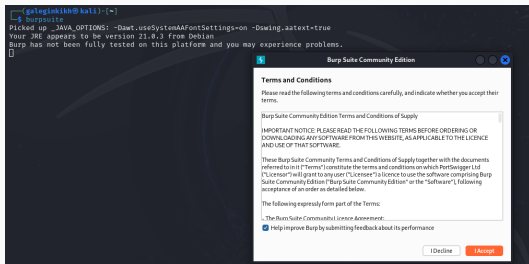 (galeginkikh㉿kali)-[~]
$ burpsuite
Picked up _JAVA_OPTIONS: -Dawt.useSystemAAFontSettings=on -Dswing.aatext=true
Your JRE appears to be version 21.0.3 from Debian
Burp has not been fully tested on this platform and you may experience problems.
Burp Suite Community Edition
Terms and Conditions
Please read the following terms and conditions carefully, and indicate whether you accept their
terms.
Burp Suite Community Edition Terms and Conditions of Supply
IMPORTANT NOTICE: PLEASE READ THE FOLLOWING TERMS BEFORE ORDERING OR
DOWNLOADING ANY SOFTWARE FROM THIS WEBSITE, AS APPLICABLE TO THE LICENCE
AND USE OF THAT SOFTWARE.
These Burp Suite Community Terms and Conditions of Supply together with the documents
referred to in it ("Terms") constitute the terms and conditions on which PortSwigger Ltd
("Licensor") will grant to any user ("Licensee") a licence to use the software comprising Burp
Suite Community Edition ("Burp Suite Community Edition" or the "Software"), following
acceptance of an order as detailed below.
The following expressly form part of the Terms:
- The Burp Suite Community Licence Agreement;
Help improve Burp by submitting feedback about its performance
I Decline
I Accept